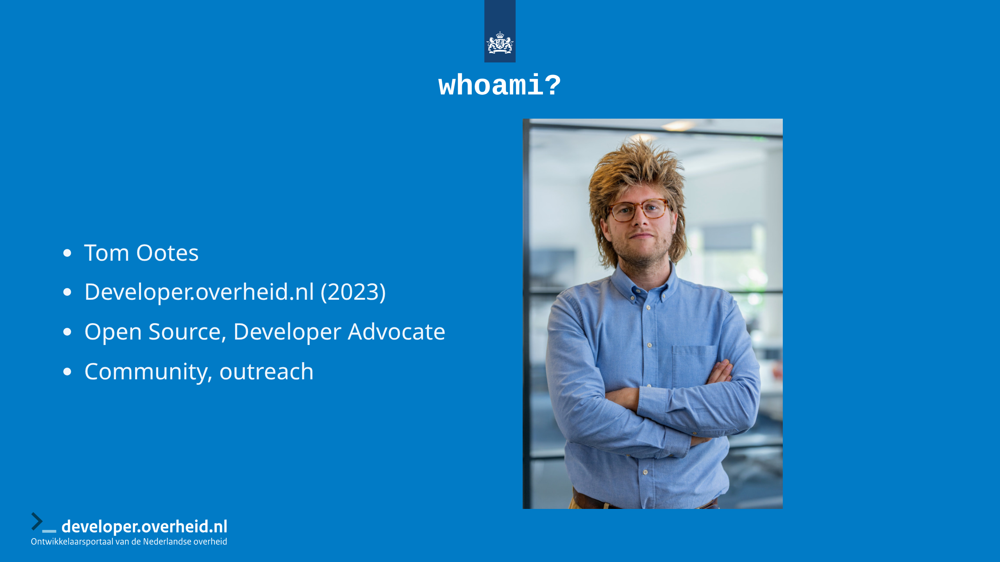 whoami?
Tom Ootes
Developer.overheid.nl (2023)
Open Source, Developer Advocate
Community, outreach
developer.overheid.nl
Ontwikkelaarsportaal van de Nederlandse overheid